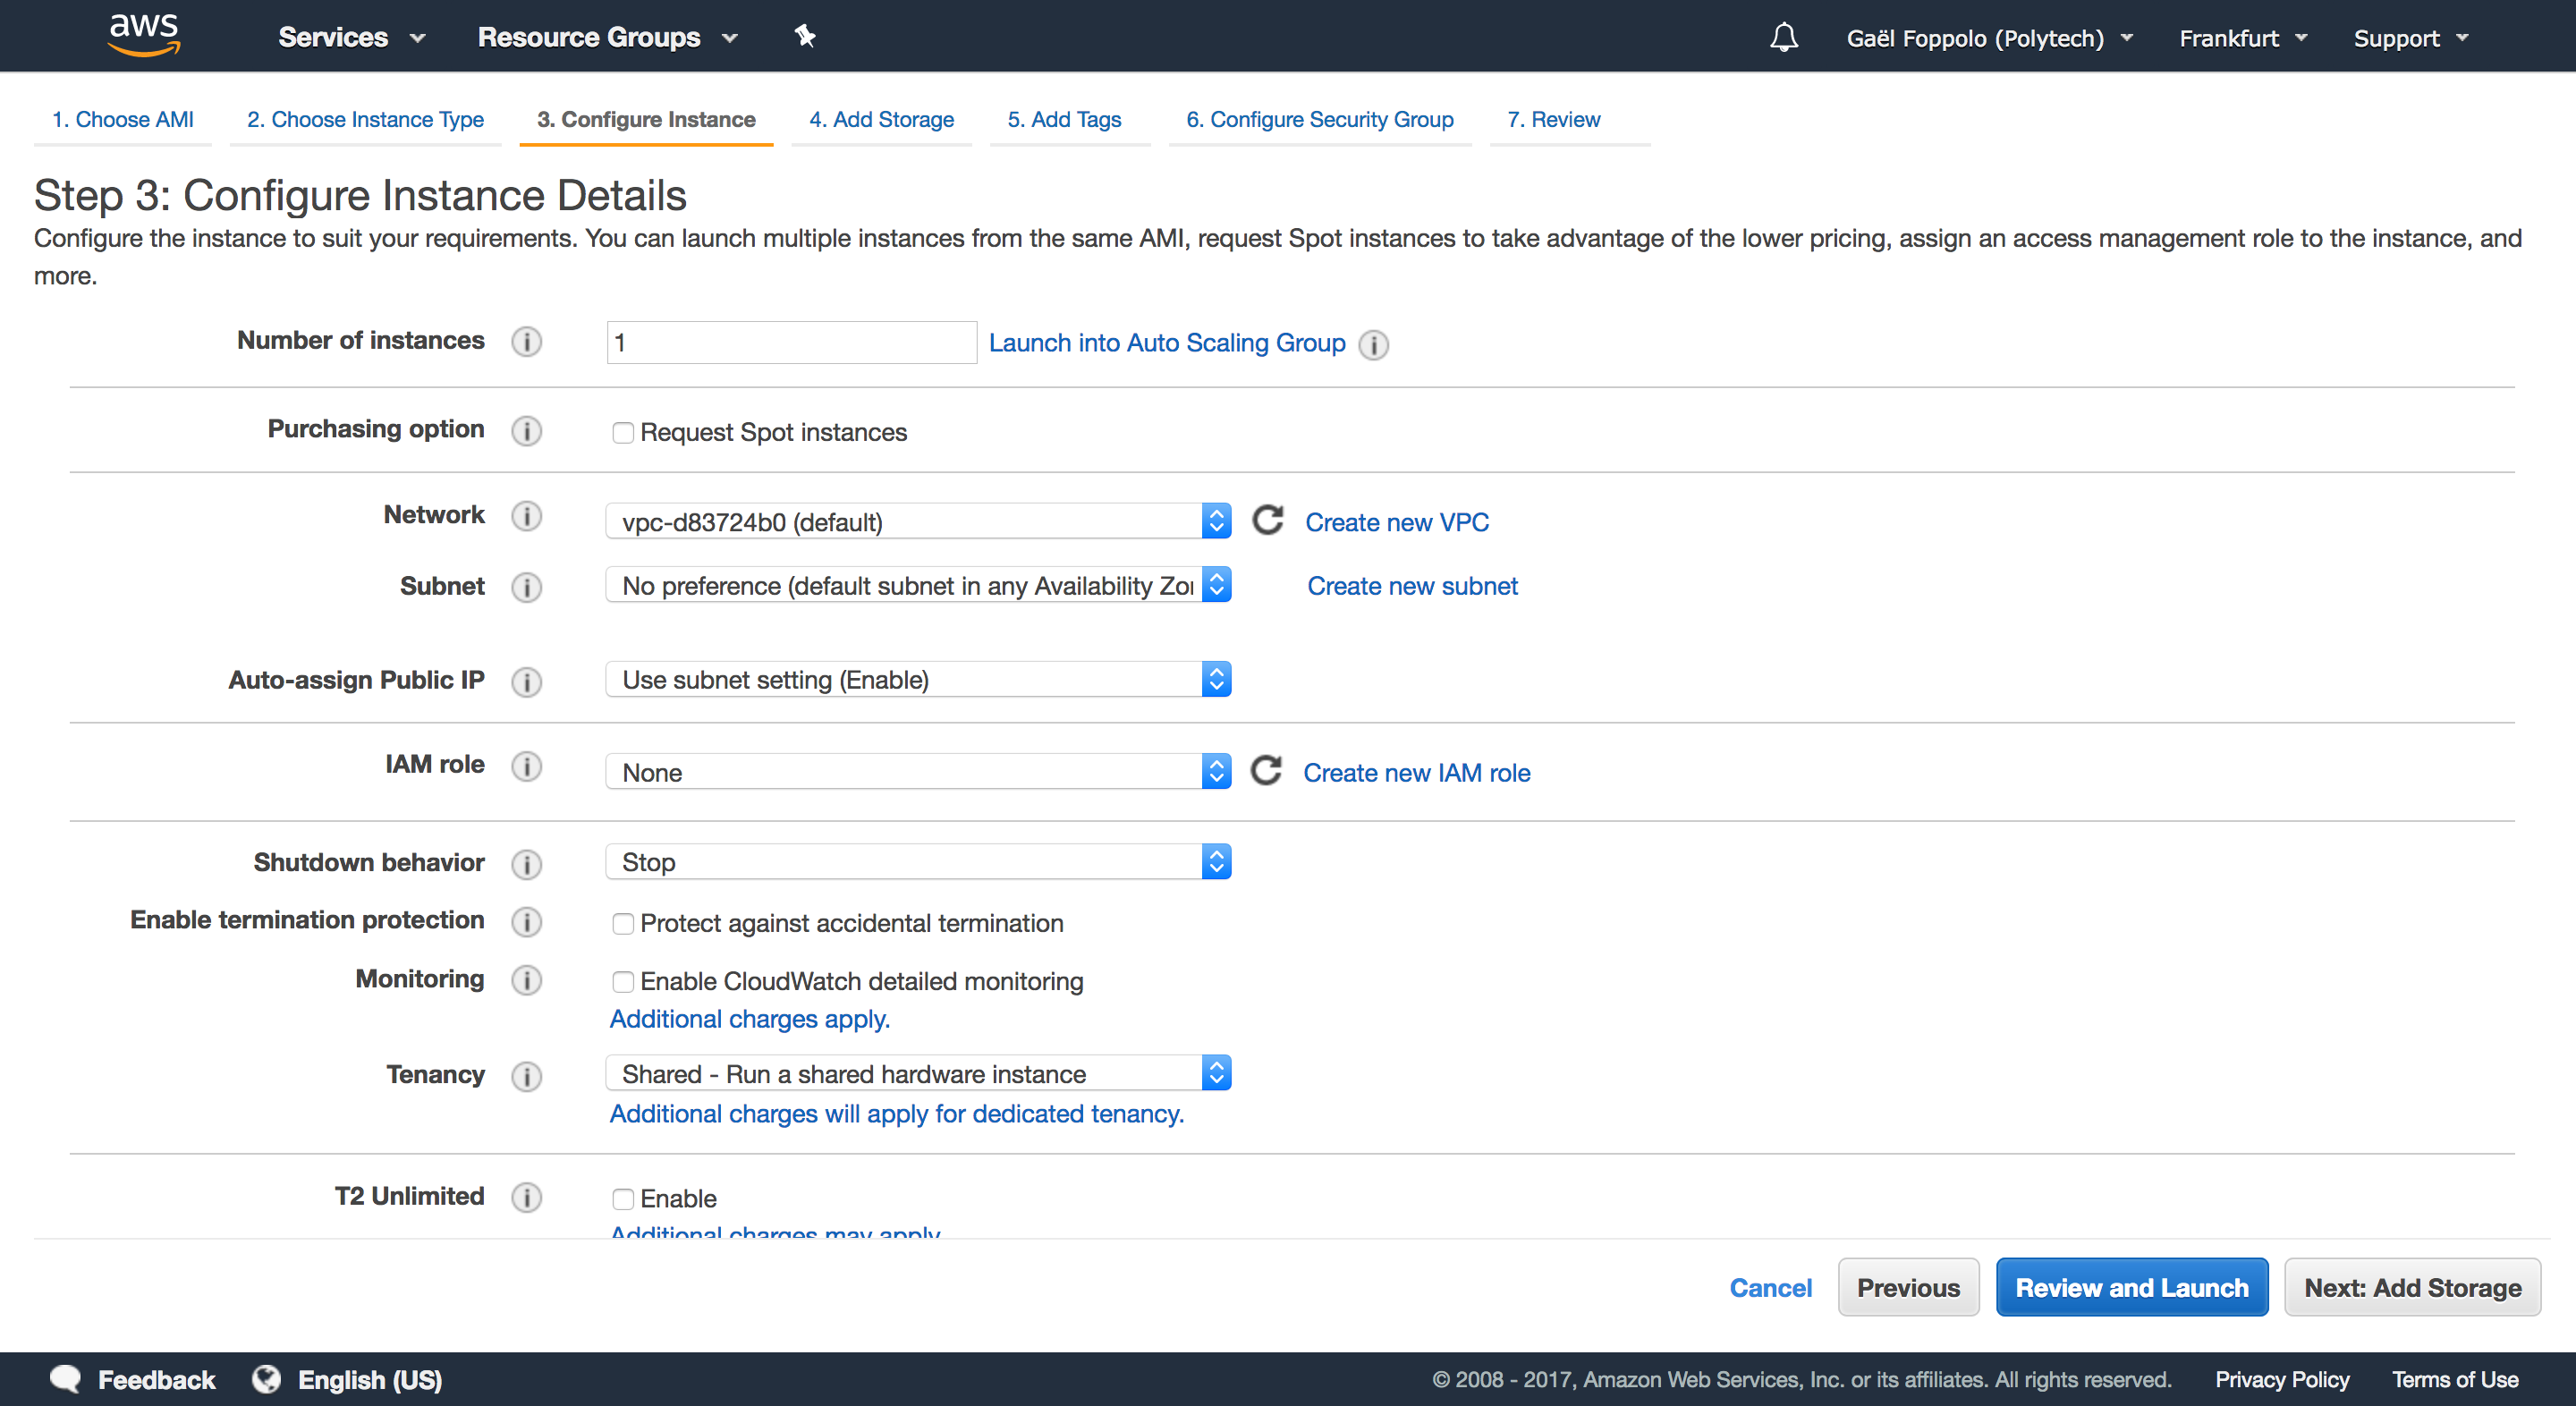 aws Services Resource Groups Gaël Foppolo (Polytech) Frankfurt Support
1. Choose AMI 2. Choose Instance Type 3. Configure Instance 4. Add Storage 5. Add Tags 6. Configure Security Group 7. Review
Step 3: Configure Instance Details
Configure the instance to suit your requirements. You can launch multiple instances from the same AMI, request Spot instances to take advantage of the lower pricing, assign an access management role to the instance, and
more.
Number of instances 1 Launch into Auto Scaling Group
Purchasing option Request Spot instances
Network vpc-d83724b0 (default) Create new VPC
Subnet No preference (default subnet in any Availability Zo Create new subnet
Auto-assign Public IP Use subnet setting (Enable)
IAM role None Create new IAM role
Shutdown behavior Stop
Enable termination protection Protect against accidental termination
Monitoring Enable CloudWatch detailed monitoring
Additional charges apply.
Tenancy Shared - Run a shared hardware instance
Additional charges will apply for dedicated tenancy.
T2 Unlimited Enable
Additional charges may apply
Cancel Previous Review and Launch Next: Add Storage
Feedback English (US) © 2008 - 2017, Amazon Web Services, Inc. or its affiliates. All rights reserved. Privacy Policy Terms of Use